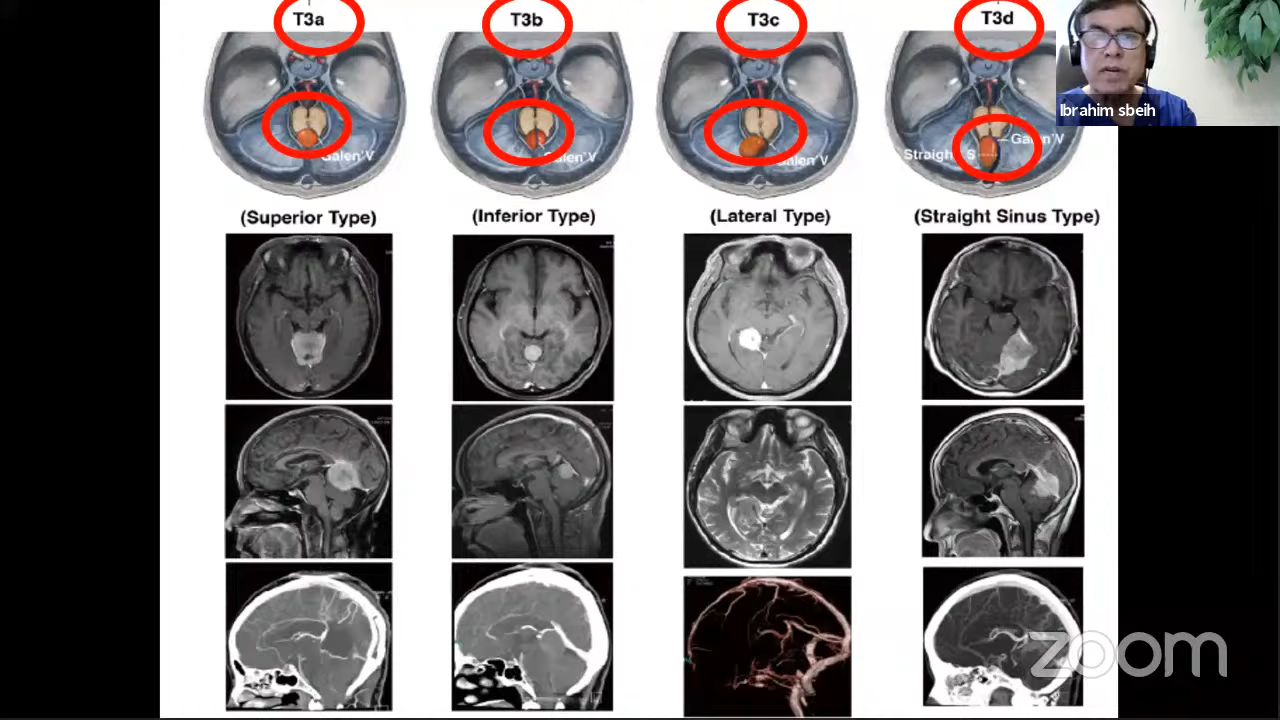 T3a
T3b
T3c
T3d
Ibrahim sbeih
Galen'V
Galen'V
Galen'V
Galen'V
Straight S
(Superior Type)
(Inferior Type)
(Lateral Type)
(Straight Sinus Type)
zoom